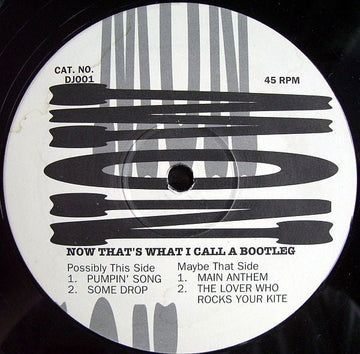 CAT. NO.
DJ001
45 RPM
NOW THAT'S WHAT I CALL A BOOTLEG
Possibly This Side
1. PUMPIN' SONG
2. SOME DROP
Maybe That Side
1. MAIN ANTHEM
2. THE LOVER WHO
ROCKS YOUR KITE